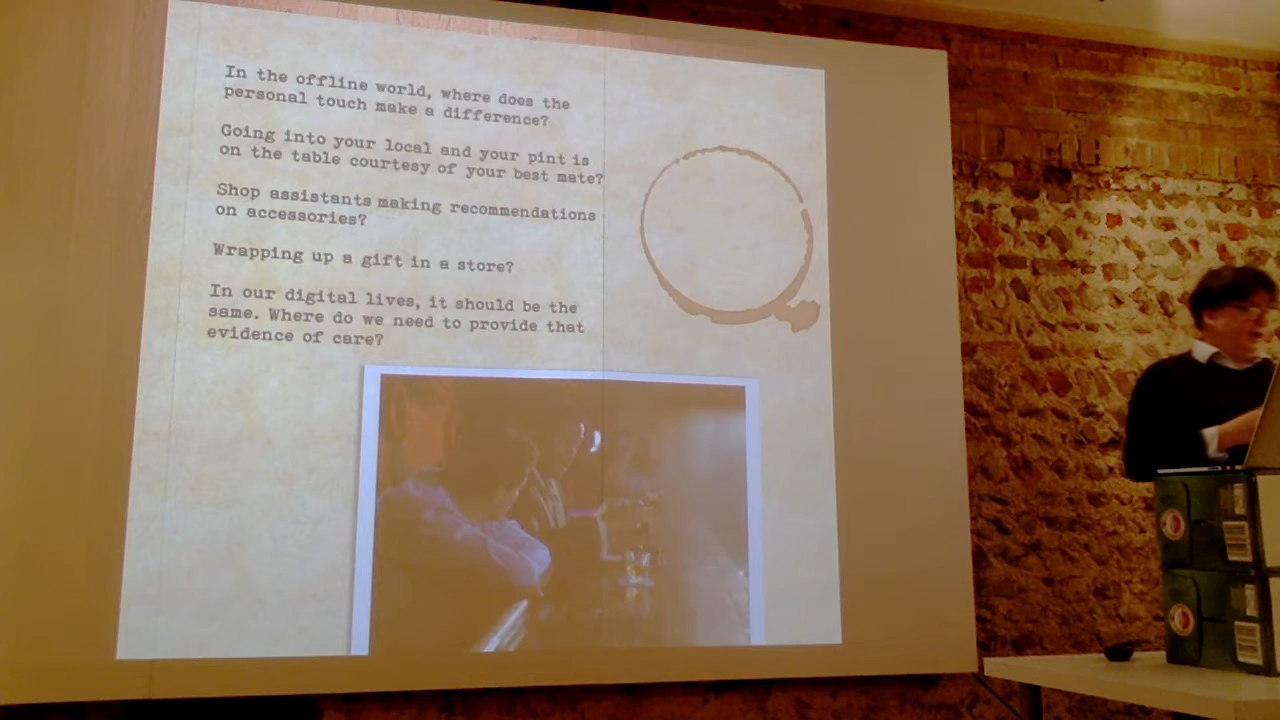 In the offline world, where does the
personal touch make a difference?
Going into your local and your pint is
on the table courtesy of your best mate?
Shop assistants making recommendations
on accessories?
Wrapping up a gift in a store?
In our digital lives, it should be the
same. Where do we need to provide that
evidence of care?